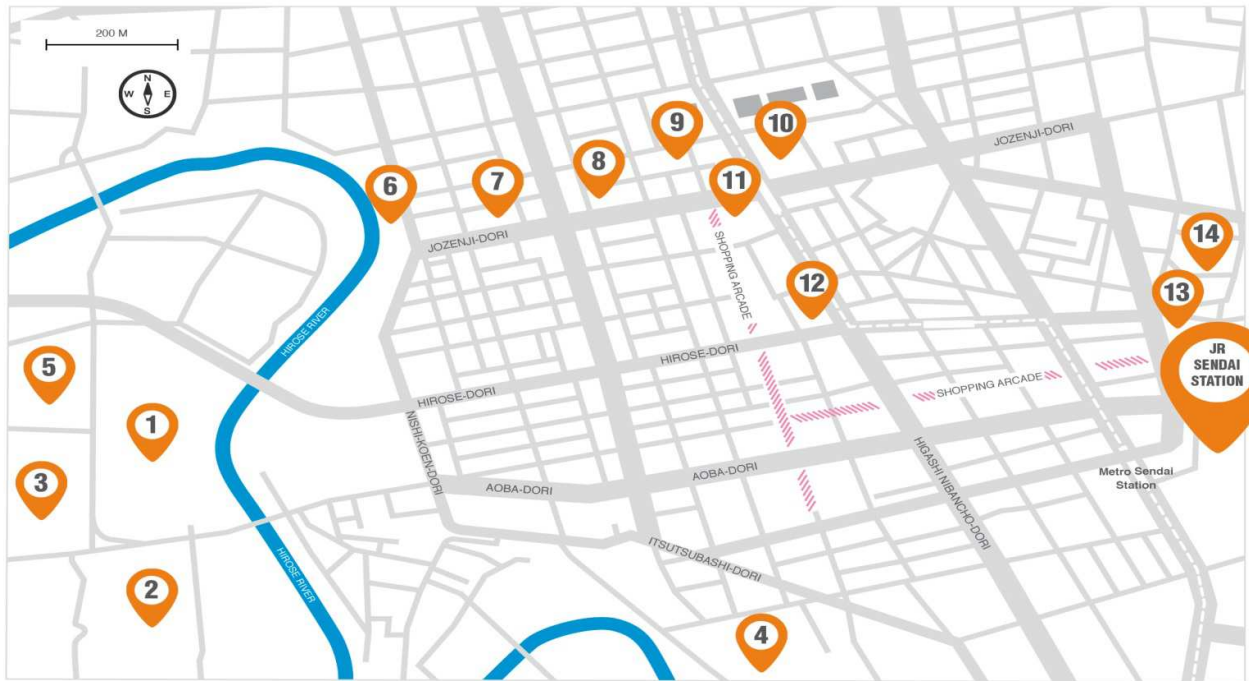 200 M
N
W E
S
9
10
JOZENJI-DORI
8
11
7
6
JOZENJI-DORI
14
SHOPPING ARCADE
12
13
HIROSE RIVER
5
HIROSE-DORI
JR
SENDAI
STATION
SHOPPING ARCADE
HIROSE-DORI
1
NISHI-KOEN-DORI
3
AOBA-DORI
AOBA-DORI
HIGASHI NIBANCHO-DORI
Metro Sendai
Station
HIROSE RIVER
ITSUTSUBASHI-DORI
2
4